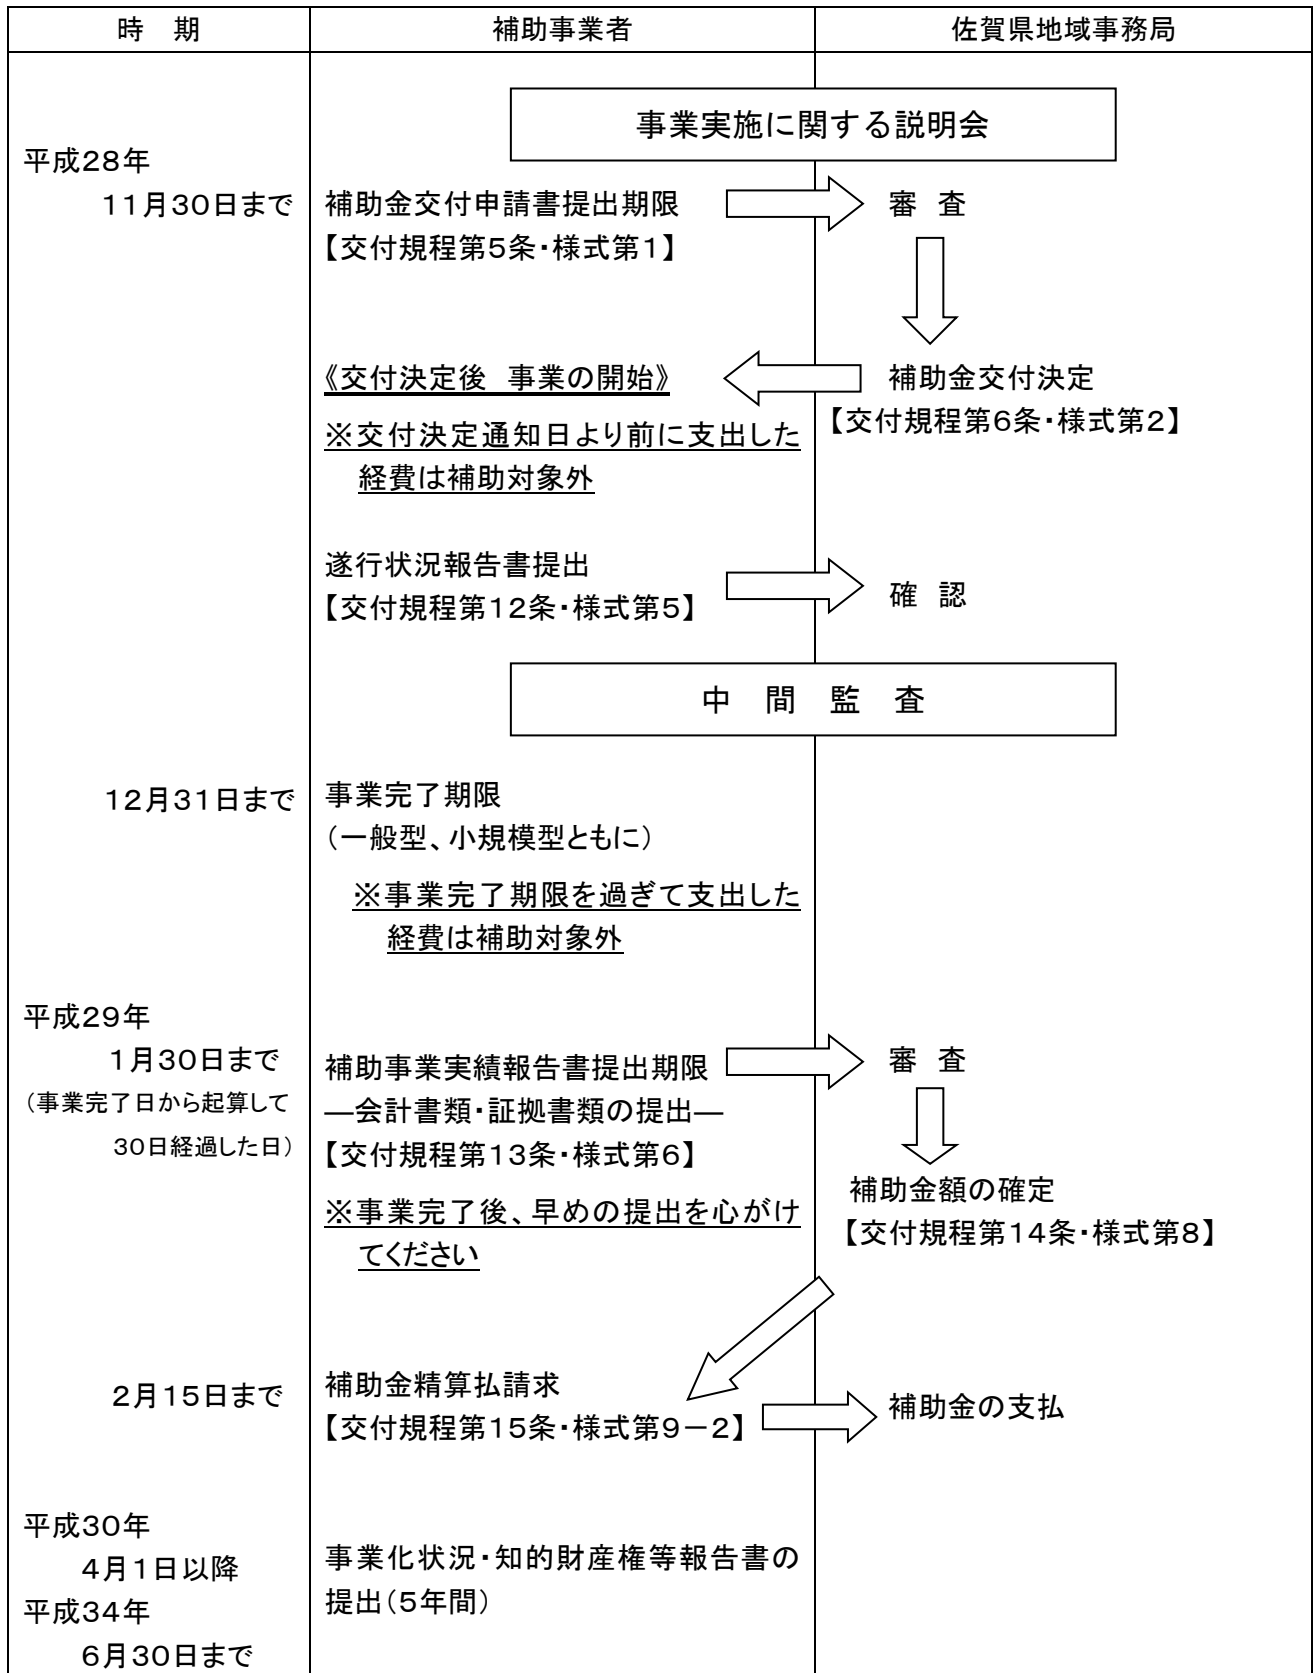 時　期
補助事業者
佐賀県地域事務局
事業実施に関する説明会
平成28年
11月30日まで
補助金交付申請書提出期限
【交付規程第5条・様式第1】
審　査
《交付決定後　事業の開始》
※交付決定通知日より前に支出した
経費は補助対象外
補助金交付決定
【交付規程第6条・様式第2】
遂行状況報告書提出
【交付規程第12条・様式第5】
確　認
中　間　監　査
12月31日まで
事業完了期限
（一般型、小規模型ともに）
※事業完了期限を過ぎて支出した
経費は補助対象外
平成29年
1月30日まで
（事業完了日から起算して
30日経過した日）
補助事業実績報告書提出期限
―会計書類・証拠書類の提出―
【交付規程第13条・様式第6】
※事業完了後、早めの提出を心がけ
てください
審　査
補助金額の確定
【交付規程第14条・様式第8】
2月15日まで
補助金精算払請求
【交付規程第15条・様式第9－2】
補助金の支払
平成30年
4月1日以降
平成34年
6月30日まで
事業化状況・知的財産権等報告書の
提出（5年間）